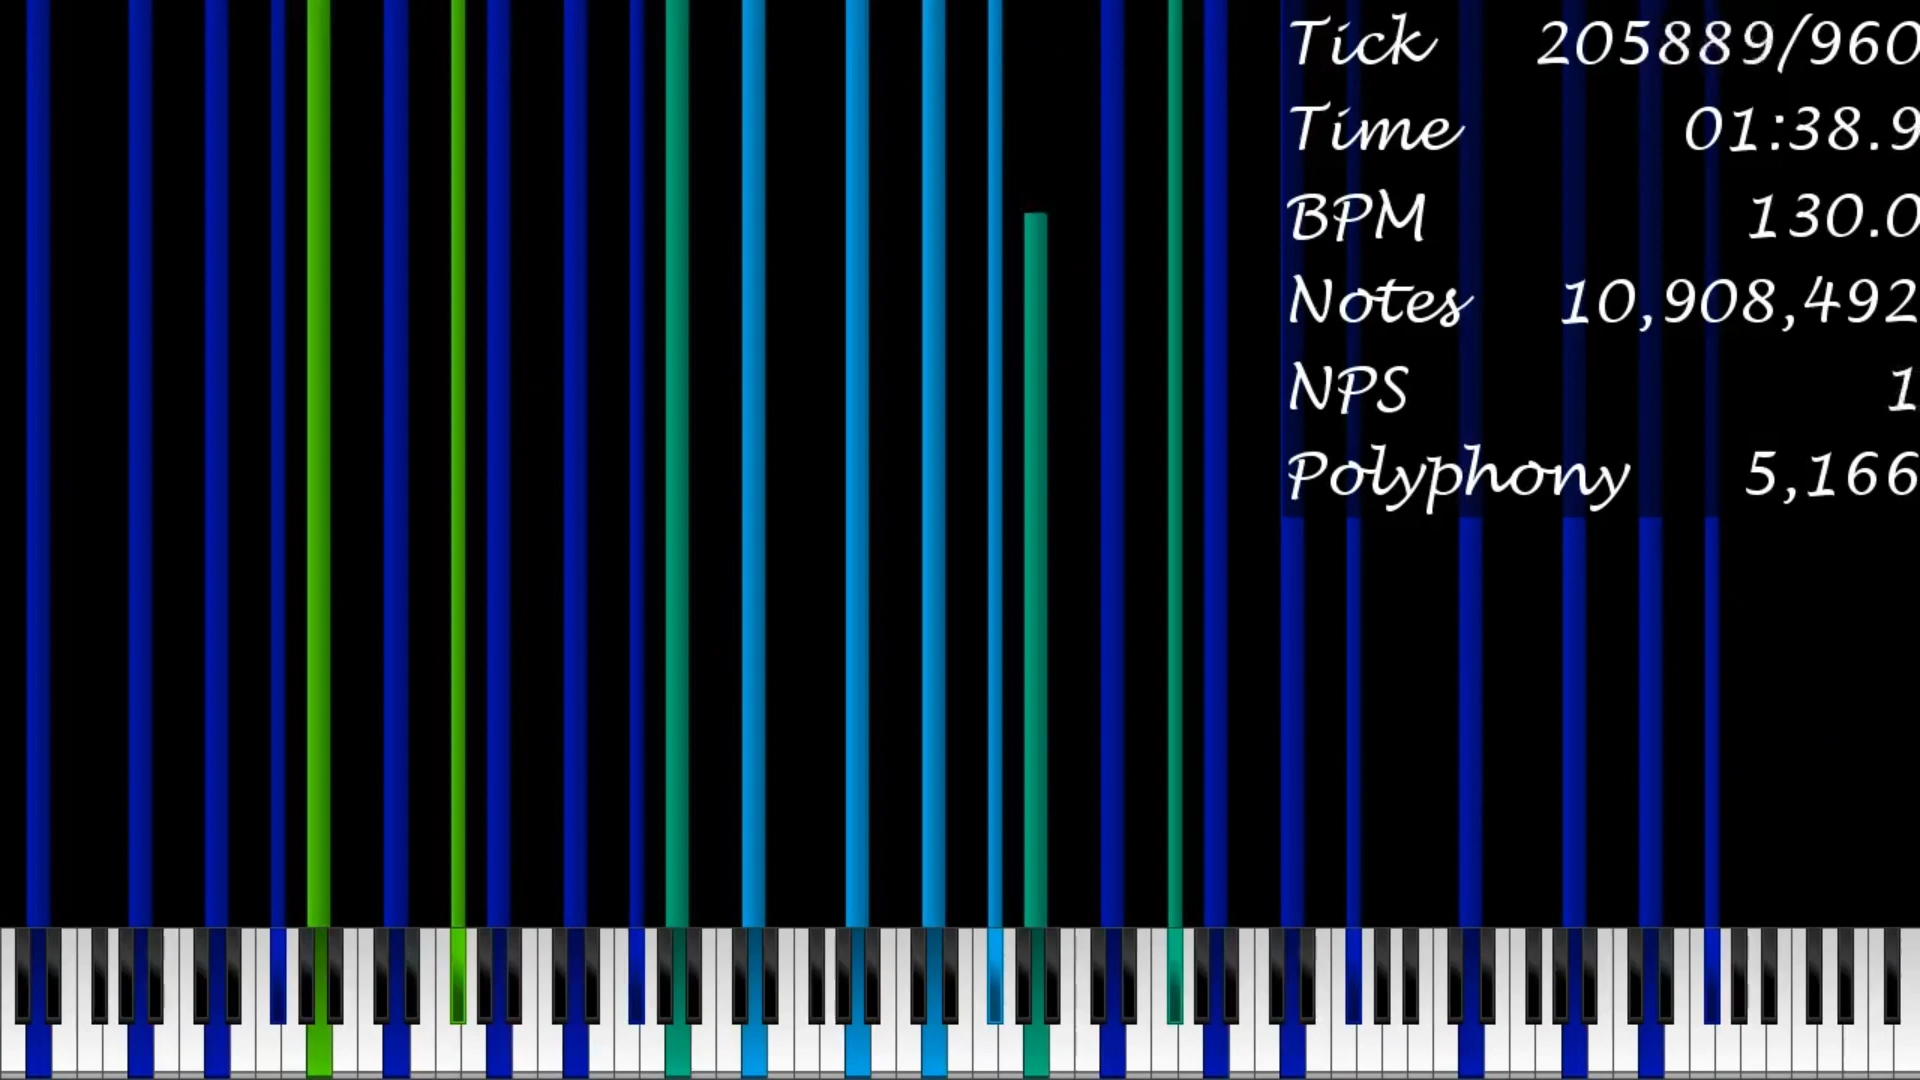 Tick 205889/960
Time 01:38.9
BPM 130.0
Notes 10,908,492
NPS 1
Polyphony 5,166